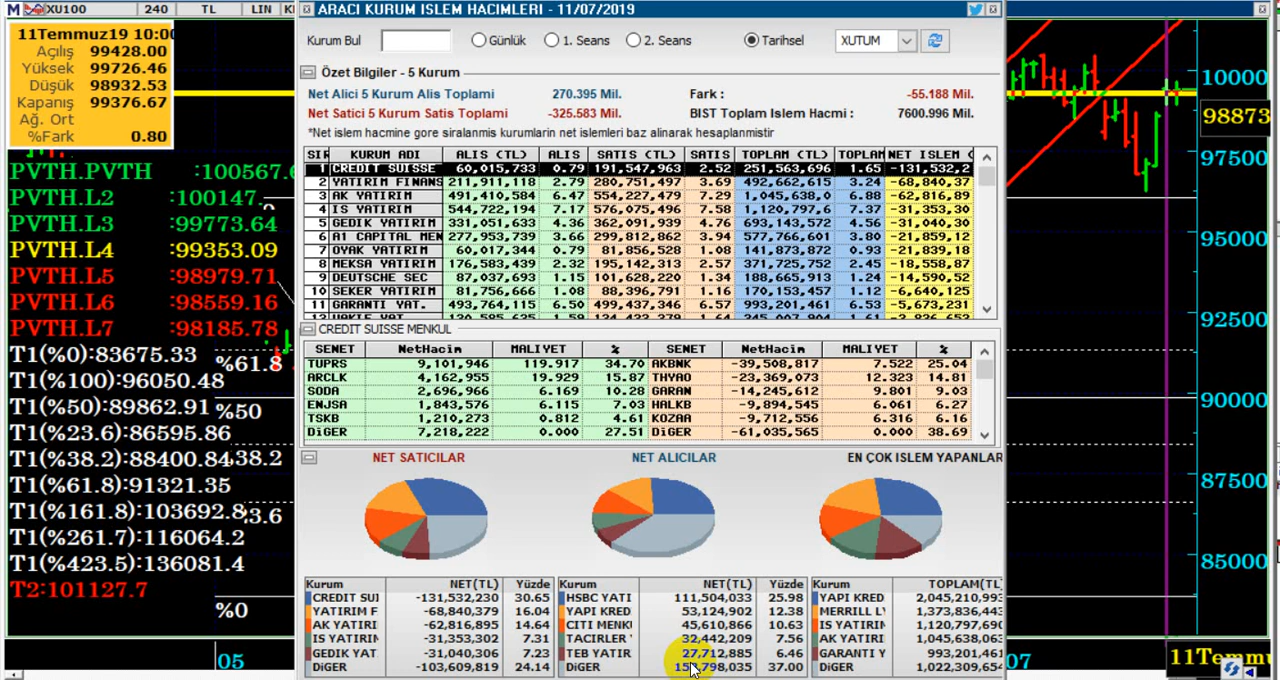 M XU100 240 TL LIN
ARACI KURUM ISLEM HACIMLERI - 11/07/2019
11Temmuz19 10:00
Açılış 99428.00
Yüksek 99726.46
Düşük 98932.53
Kapanış 99376.67
Ağ. Ort
%Fark 0.80
PVTH.PVTH :100567.6
PVTH.L2 :100147.
PVTH.L3 :99773.64
PVTH.L4 :99353.09
PVTH.L5 :98979.71
PVTH.L6 :98559.16
PVTH.L7 :98185.78
T1(%0):83675.33
T1(%100):96050.48
T1(%50):89862.91
T1(%23.6):86595.86
T1(%38.2):88400.84
T1(%61.8):91321.35
T1(%161.8):103692.8
T1(%261.7):116064.2
T1(%423.5):136081.4
T2:101127.7
%61.8
%50
38.2
3.6
%0
Kurum Bul Günlük 1. Seans 2. Seans Tarihsel XUTUM
Özet Bilgiler - 5 Kurum
Net Alici 5 Kurum Alis Toplami 270.395 Mil. Fark : -55.188 Mil.
Net Satici 5 Kurum Satis Toplami -325.583 Mil. BIST Toplam Islem Hacmi : 7600.996 Mil.
*Net islem hacmine gore siralanmis kurumlarin net islemleri baz alinarak hesaplanmistir
SIR KURUM ADI ALIS (TL) ALIS SATIS (TL) SATIS TOPLAM (TL) TOPLAM NET ISLEM (
1 CREDIT SUISSE 60,015,733 0.79 191,547,963 2.52 251,563,696 1.65 -131,532,2
2 YATIRIM FINANS 211,911,118 2.79 280,751,497 3.69 492,662,615 3.24 -68,840,37
3 AK YATIRIM 491,410,584 6.47 554,227,479 7.29 1,045,638,0 6.88 -62,816,89
4 IS YATIRIM 544,722,194 7.17 576,075,496 7.58 1,120,797,6 7.37 -31,353,30
5 GEDIK YATIRIM 331,051,633 4.36 362,091,939 4.76 693,143,572 4.56 -31,040,30
6 A1 CAPITAL MEN 277,953,739 3.66 299,812,862 3.94 577,766,601 3.80 -21,859,12
7 OYAK YATIRIM 60,017,344 0.79 81,856,528 1.08 141,873,872 0.93 -21,839,18
8 MEKSA YATIRIM 176,583,439 2.32 195,142,313 2.57 371,725,752 2.45 -18,558,87
9 DEUTSCHE SEC 87,037,693 1.15 101,628,220 1.34 188,665,913 1.24 -14,590,52
10 SEKER YATIRIM 81,756,666 1.08 88,396,791 1.16 170,153,457 1.12 -6,640,125
11 GARANTI YAT. 493,764,115 6.50 499,437,346 6.57 993,201,461 6.53 -5,673,231
CREDIT SUISSE MENKUL
SENET NetHacim MALIYET % SENET NetHacim MALIYET %
TUPRS 9,101,946 119.917 34.70 AKBNK -39,508,817 7.522 25.04
ARCLK 4,162,955 19.929 15.87 THYAO -23,369,073 12.323 14.81
SODA 2,696,966 6.169 10.28 GARAN -14,245,612 9.801 9.03
ENJSA 1,843,576 6.115 7.03 HALKB -9,894,545 6.061 6.27
TSKB 1,210,273 0.812 4.61 KOZAA -9,712,556 6.316 6.16
DiGER 7,218,222 0.000 27.51 DiGER -61,035,565 0.000 38.69
NET SATICILAR NET ALICILAR EN ÇOK ISLEM YAPANLAR
Kurum NET(TL) Yüzde Kurum NET(TL) Yüzde Kurum TOPLAM(TL
CREDIT SUI -131,532,230 30.65 HSBC YATI 111,504,033 25.98 YAPI KRED 2,045,210,99
YATIRIM F -68,840,379 16.04 YAPI KRED 53,124,902 12.38 MERRILL LY 1,373,836,44
AK YATIRI -62,816,895 14.64 CITI MENKU 45,610,866 10.63 IS YATIRIN 1,120,797,69
IS YATIRIN -31,353,302 7.31 TACIRLER 32,442,209 7.56 AK YATIRI 1,045,638,06
GEDIK YAT -31,040,306 7.23 TEB YATIR 27,712,885 6.46 GARANTI Y 993,201,461
DiGER -103,609,819 24.14 DiGER 798,035 37.00 DiGER 1,022,309,654
10000
98873
97500
95000
92500
90000
87500
85000
05
07
11Temmu